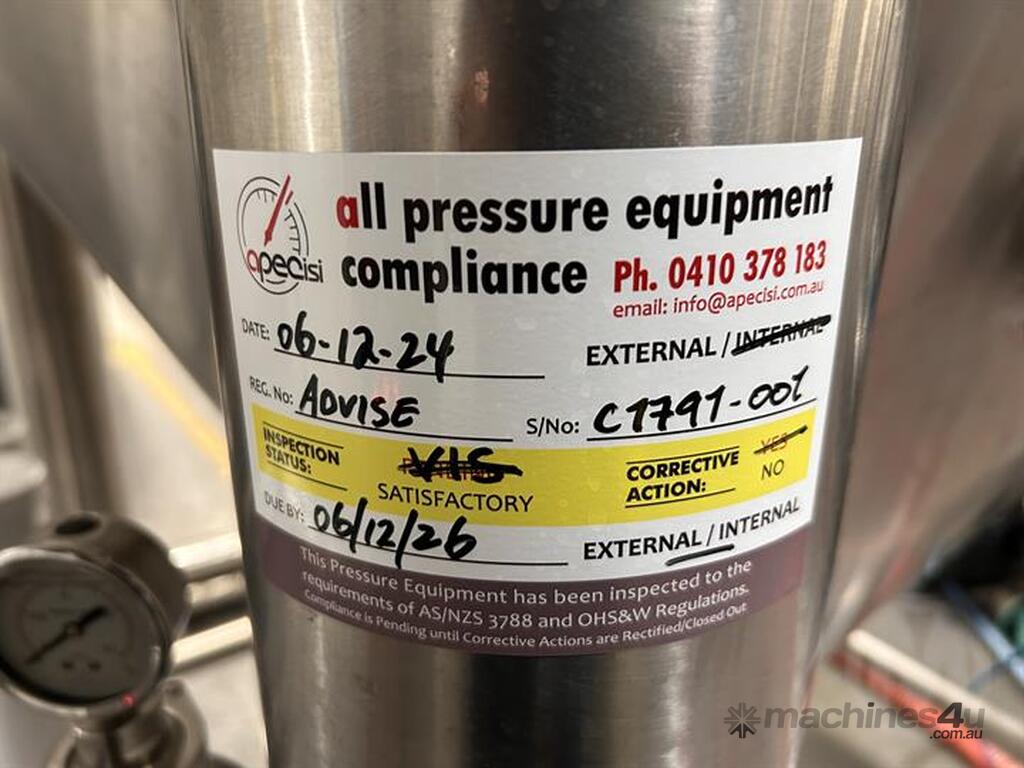 all pressure equipment
compliance Ph. 0410 378 183
apecisi
email: info@apecisi.com.au
DATE: 06-12-24 EXTERNAL / INTERNAL
REG. No: ADVISE S/No: C1791-001
INSPECTION STATUS: VIS SATISFACTORY CORRECTIVE ACTION: YES NO
DUE BY: 06/12/26 EXTERNAL / INTERNAL
This Pressure Equipment has been inspected to the
requirements of AS/NZS 3788 and OHS&W Regulations.
Compliance is Pending until Corrective Actions are Rectified/Closed Out
machines4u
.com.au